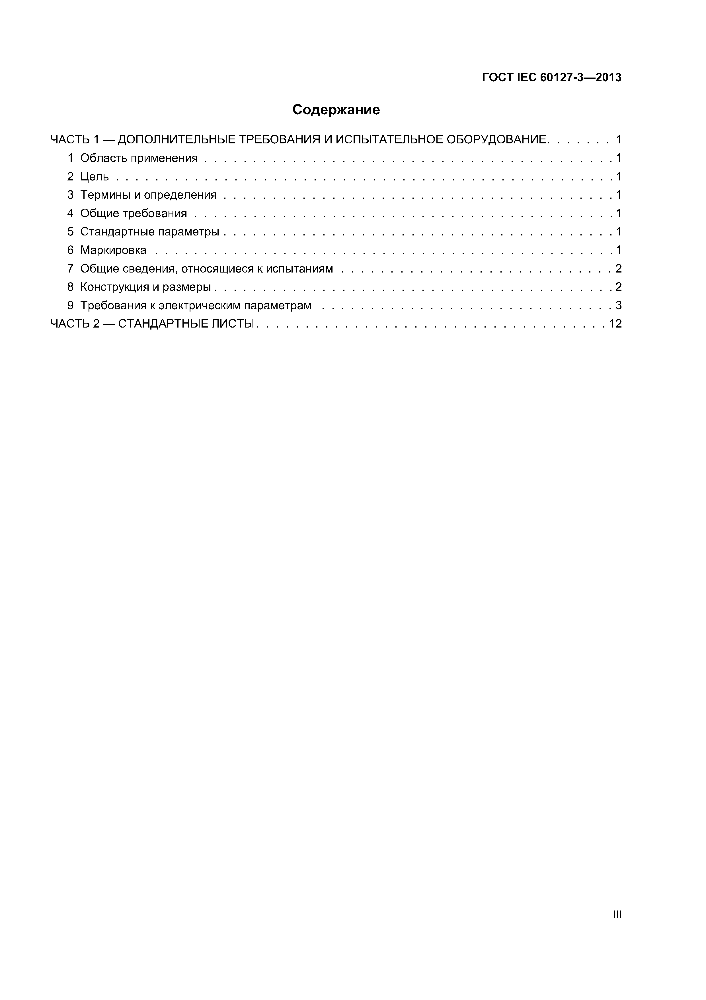 ГОСТ IEC 60127-3—2013
Содержание
ЧАСТЬ 1 — ДОПОЛНИТЕЛЬНЫЕ ТРЕБОВАНИЯ И ИСПЫТАТЕЛЬНОЕ ОБОРУДОВАНИЕ. . . . . . . 1
1 Область применения . . . . . . . . . . . . . . . . . . . . . . . . . . . . . . . . . . . . . . . . . . 1
2 Цель . . . . . . . . . . . . . . . . . . . . . . . . . . . . . . . . . . . . . . . . . . . . . . . . . . . 1
3 Термины и определения . . . . . . . . . . . . . . . . . . . . . . . . . . . . . . . . . . . . . . . . 1
4 Общие требования . . . . . . . . . . . . . . . . . . . . . . . . . . . . . . . . . . . . . . . . . . . 1
5 Стандартные параметры . . . . . . . . . . . . . . . . . . . . . . . . . . . . . . . . . . . . . . . . 1
6 Маркировка . . . . . . . . . . . . . . . . . . . . . . . . . . . . . . . . . . . . . . . . . . . . . . . 1
7 Общие сведения, относящиеся к испытаниям . . . . . . . . . . . . . . . . . . . . . . . . . . . . 2
8 Конструкция и размеры . . . . . . . . . . . . . . . . . . . . . . . . . . . . . . . . . . . . . . . . . 2
9 Требования к электрическим параметрам . . . . . . . . . . . . . . . . . . . . . . . . . . . . . . 3
ЧАСТЬ 2 — СТАНДАРТНЫЕ ЛИСТЫ. . . . . . . . . . . . . . . . . . . . . . . . . . . . . . . . . . . . 12
III